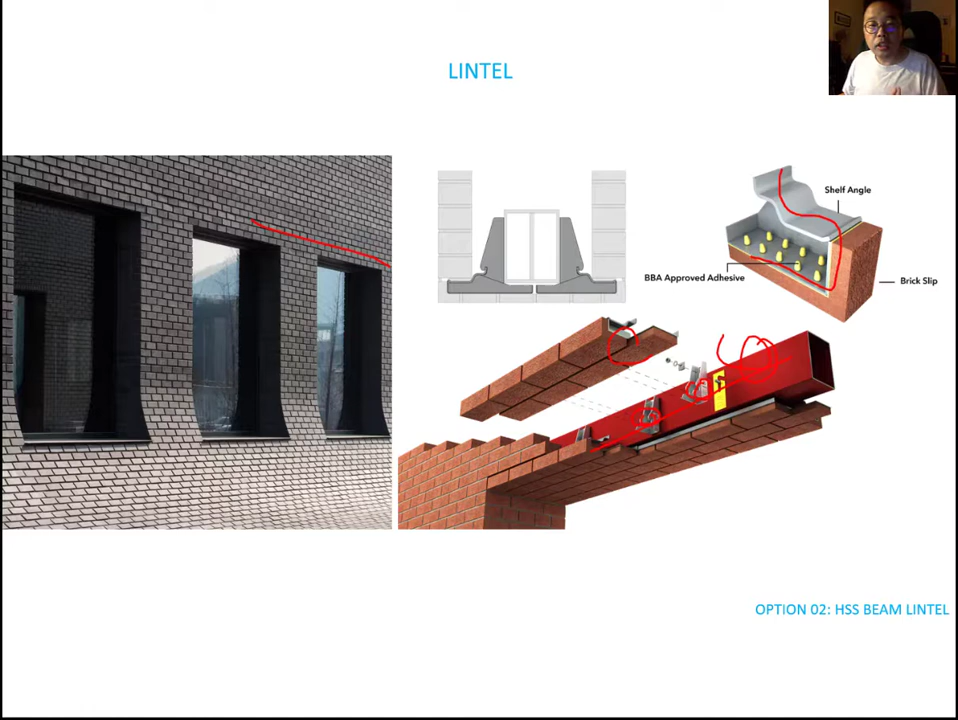 LINTEL
Shelf Angle
BBA Approved Adhesive
Brick Slip
OPTION 02: HSS BEAM LINTEL